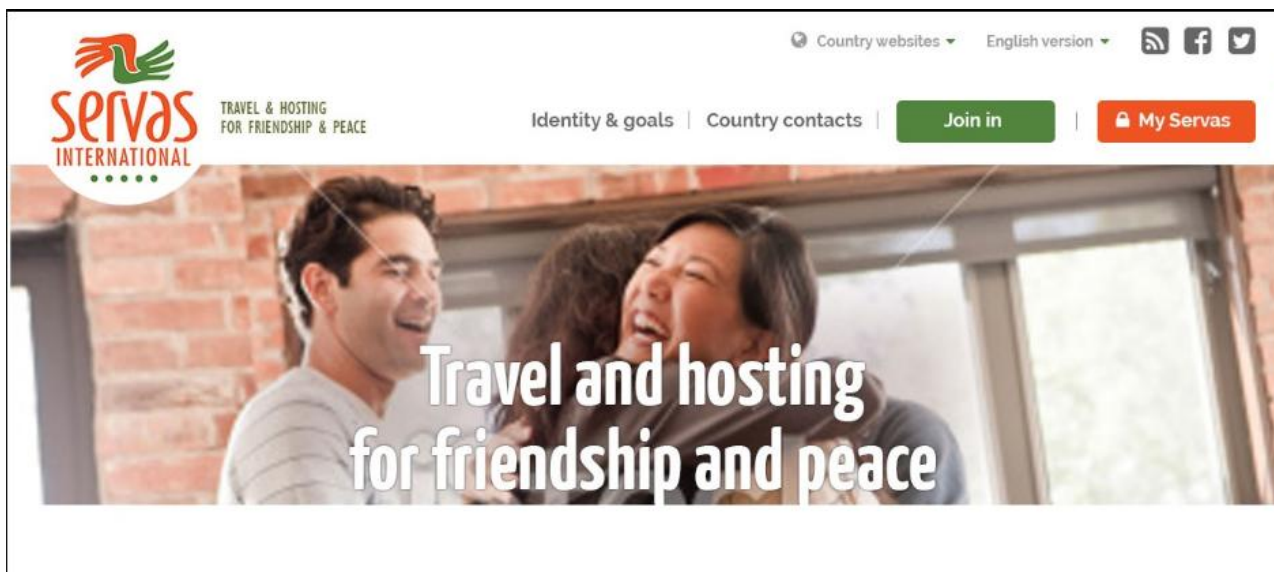 Country websites
English version
servas
INTERNATIONAL
TRAVEL & HOSTING
FOR FRIENDSHIP & PEACE
Identity & goals | Country contacts | Join in | My Servas
Travel and hosting
for friendship and peace